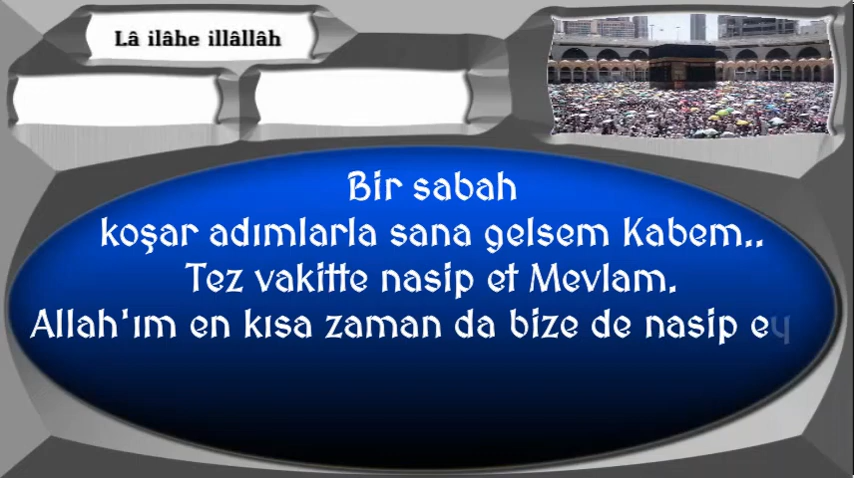 Lâ ilâhe illâllâh
Bir sabah
koşar adımlarla sana gelsem Kabem..
Tez vakitte nasip et Mevlam.
Allah'ım en kısa zaman da bize de nasip ey